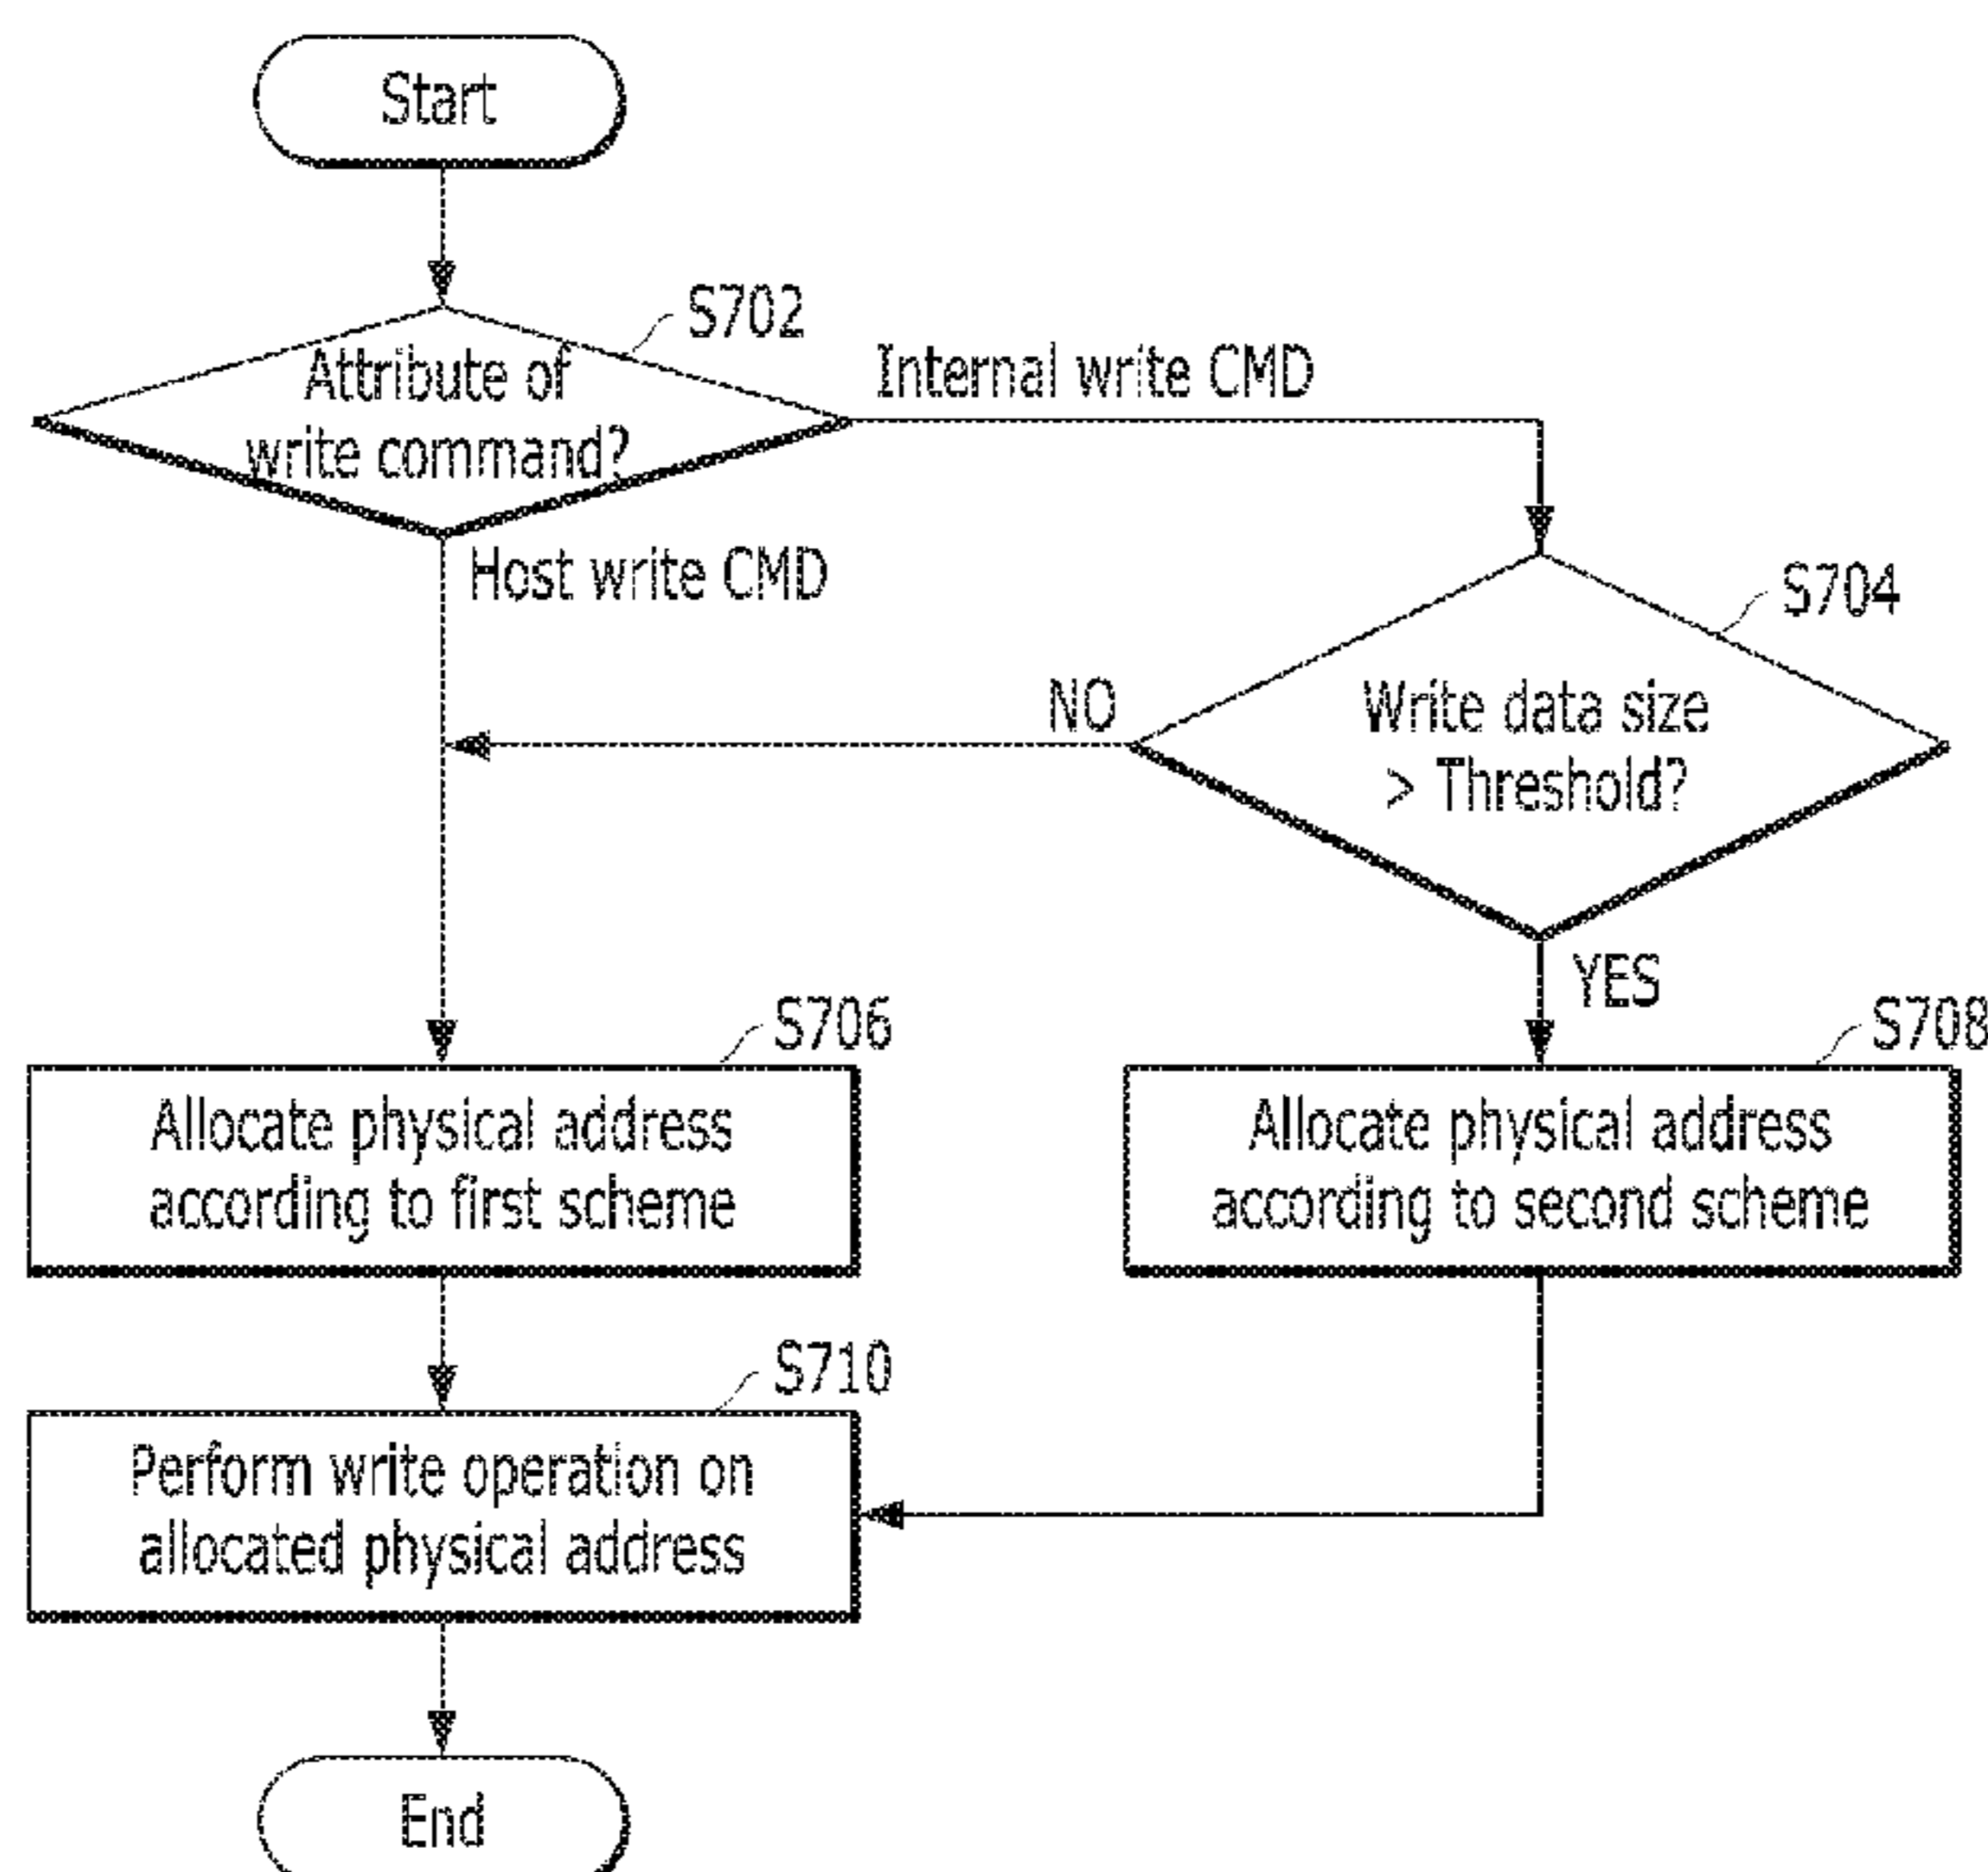 Start
S702
Attribute of
write command?
Internal write CMD
Host write CMD
S704
Write data size
> Threshold?
NO
YES
S706
Allocate physical address
according to first scheme
S708
Allocate physical address
according to second scheme
S710
Perform write operation on
allocated physical address
End